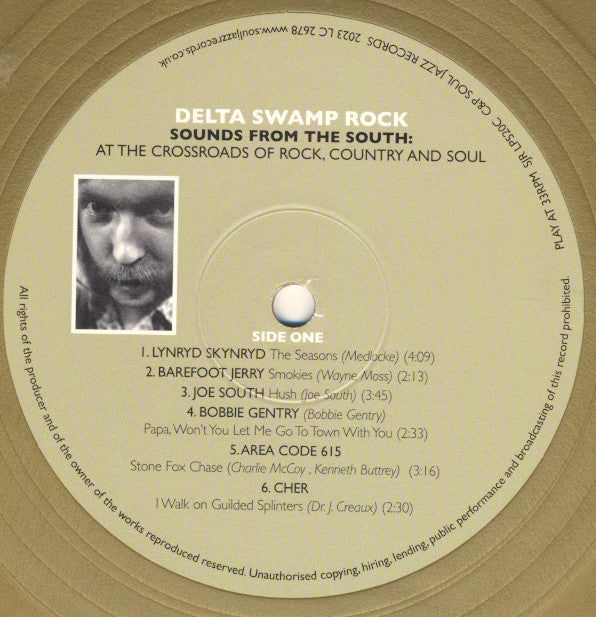 DELTA SWAMP ROCK
SOUNDS FROM THE SOUTH:
AT THE CROSSROADS OF ROCK, COUNTRY AND SOUL
SIDE ONE
1. LYNRYD SKYNRYD The Seasons (Medlocke) (4:09)
2. BAREFOOT JERRY Smokies (Wayne Moss) (2:13)
3. JOE SOUTH Hush (Joe South) (3:45)
4. BOBBIE GENTRY (Bobbie Gentry)
Papa, Won't You Let Me Go To Town With You (2:33)
5. AREA CODE 615
Stone Fox Chase (Charlie McCoy , Kenneth Buttrey) (3:16)
6. CHER
I Walk on Guilded Splinters (Dr. J. Creaux) (2:30)
All rights of the producer and of the owner of the works reproduced reserved. Unauthorised copying, hiring, lending, public performance and broadcasting of this record prohibited.
PLAY AT 33RPM SJR LP520C C&P SOUL JAZZ RECORDS 2023 LC 2678 www.souljazzrecords.co.uk